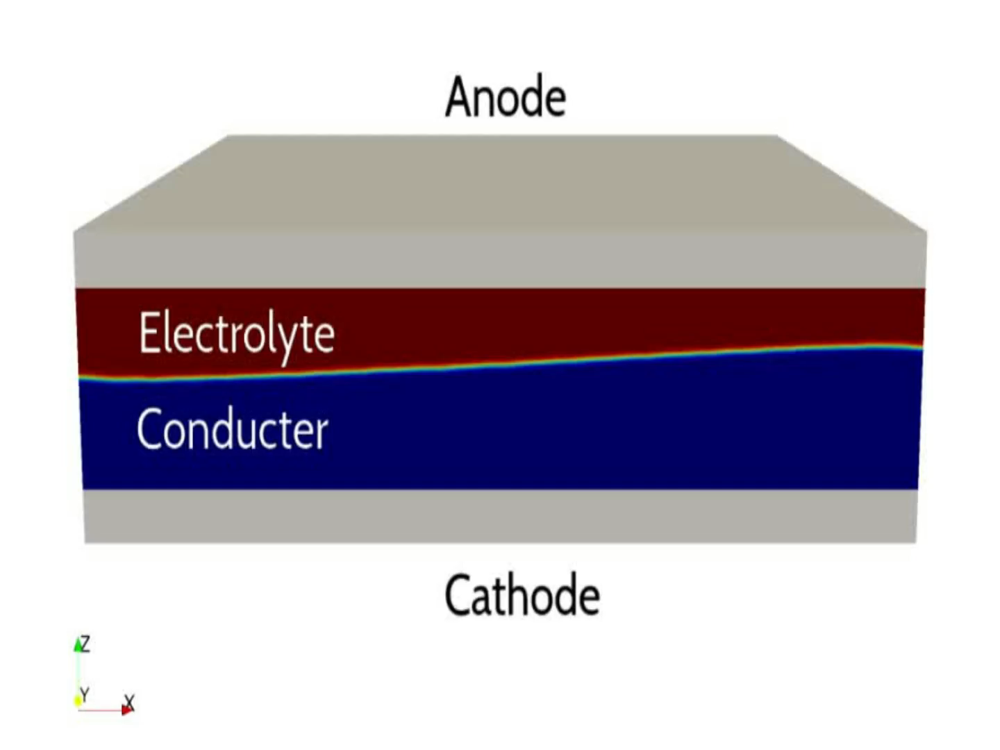 Anode
Electrolyte
Conducter
Cathode
Z
Y
X